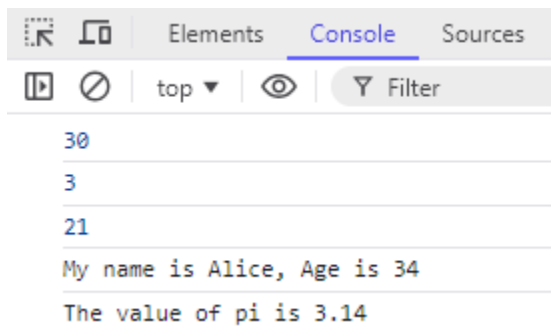 Elements Console Sources
top Filter
30
3
21
My name is Alice, Age is 34
The value of pi is 3.14